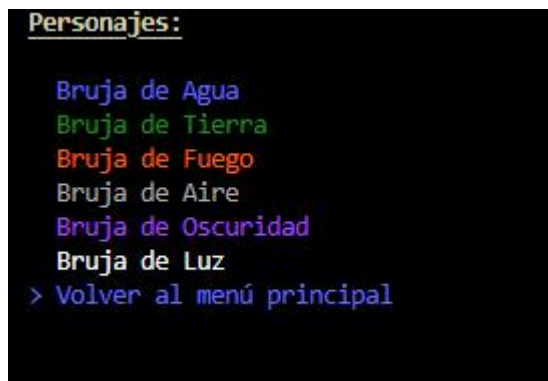 Personajes:
Bruja de Agua
Bruja de Tierra
Bruja de Fuego
Bruja de Aire
Bruja de Oscuridad
Bruja de Luz
> Volver al menú principal